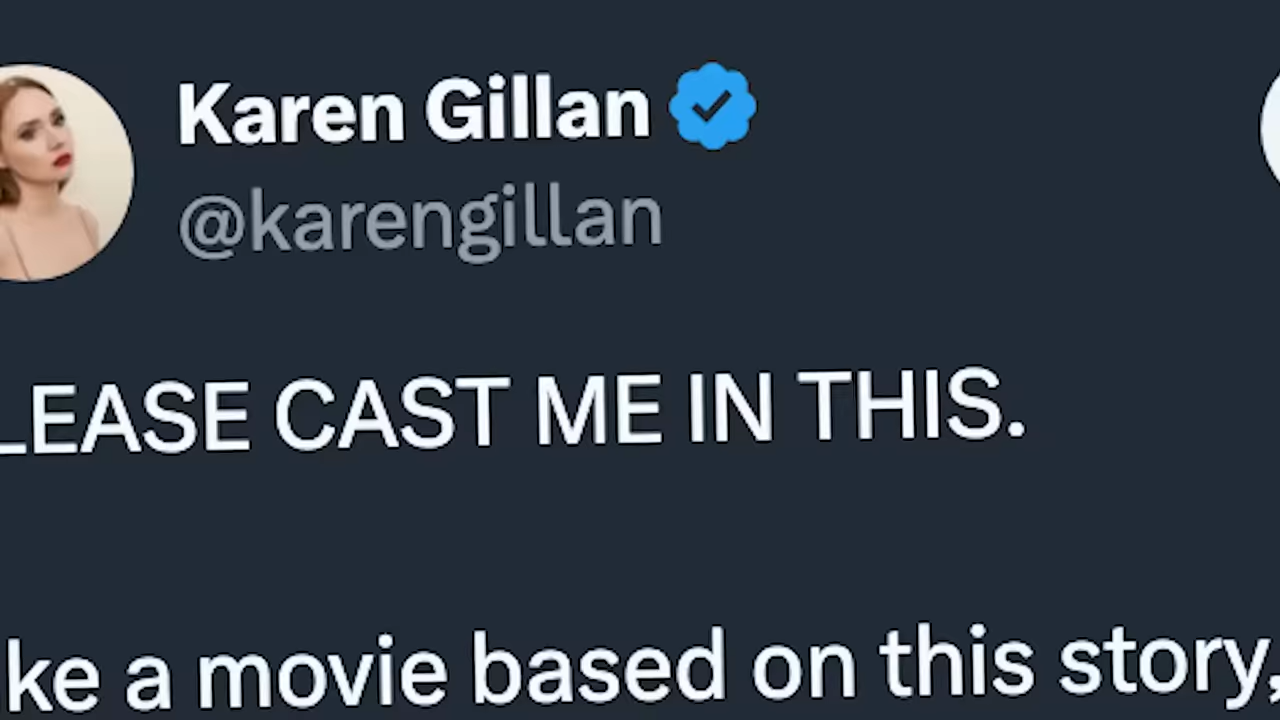 Karen Gillan
@karengillan
LEASE CAST ME IN THIS.
ke a movie based on this story,